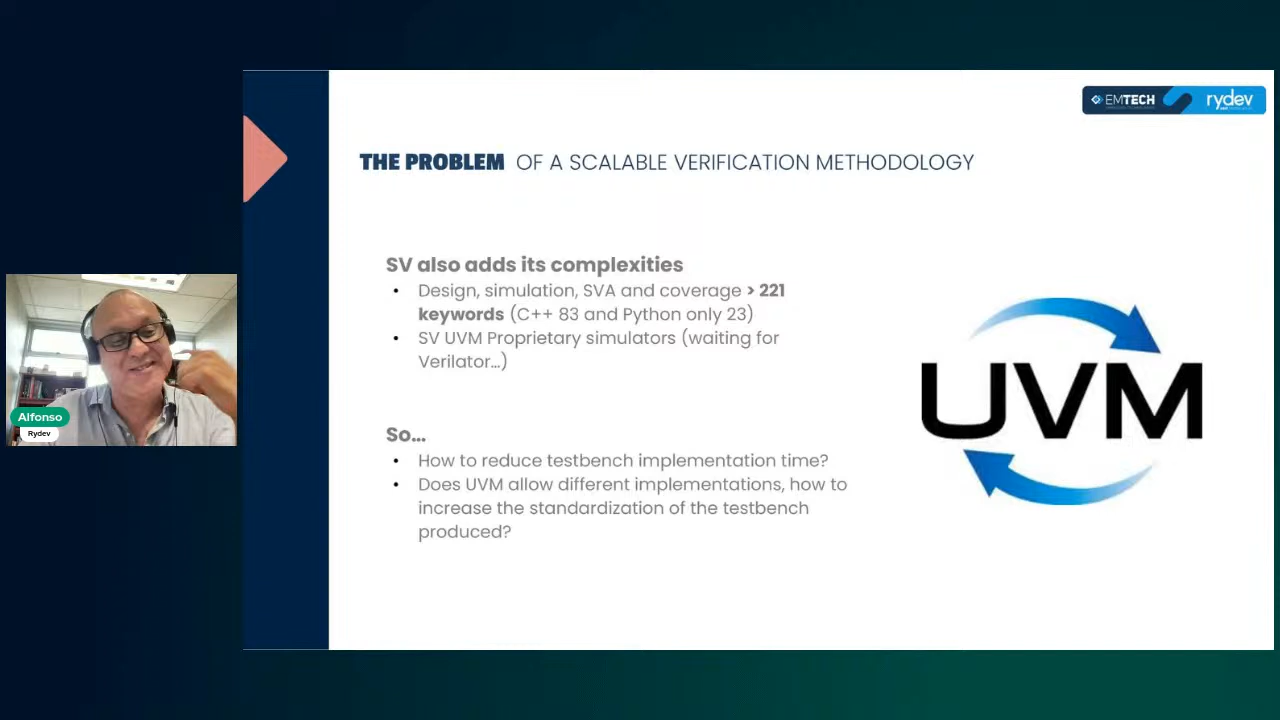 EMTECH
rydev
THE PROBLEM OF A SCALABLE VERIFICATION METHODOLOGY
SV also adds its complexities
• Design, simulation, SVA and coverage > 221
keywords (C++ 83 and Python only 23)
• SV UVM Proprietary simulators (waiting for
Verilator…)
UVM
So…
• How to reduce testbench implementation time?
• Does UVM allow different implementations, how to
increase the standardization of the testbench
produced?
Alfonso
Rydev